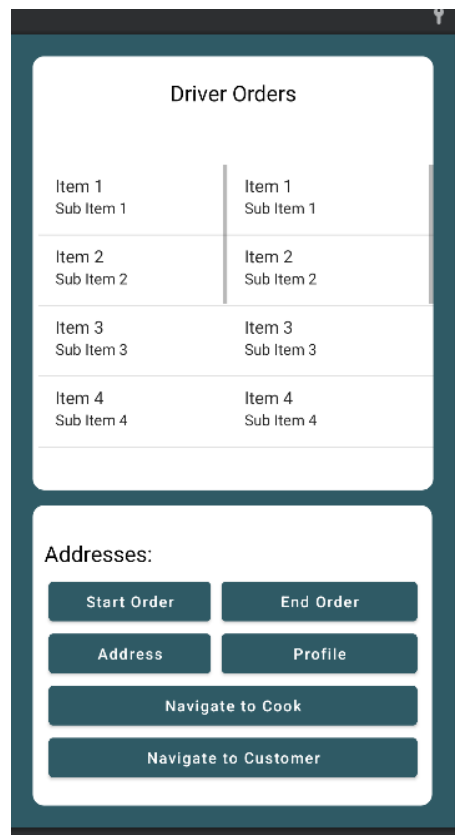 Driver Orders
Item 1 Item 1
Sub Item 1 Sub Item 1
Item 2 Item 2
Sub Item 2 Sub Item 2
Item 3 Item 3
Sub Item 3 Sub Item 3
Item 4 Item 4
Sub Item 4 Sub Item 4
Addresses:
Start Order End Order
Address Profile
Navigate to Cook
Navigate to Customer